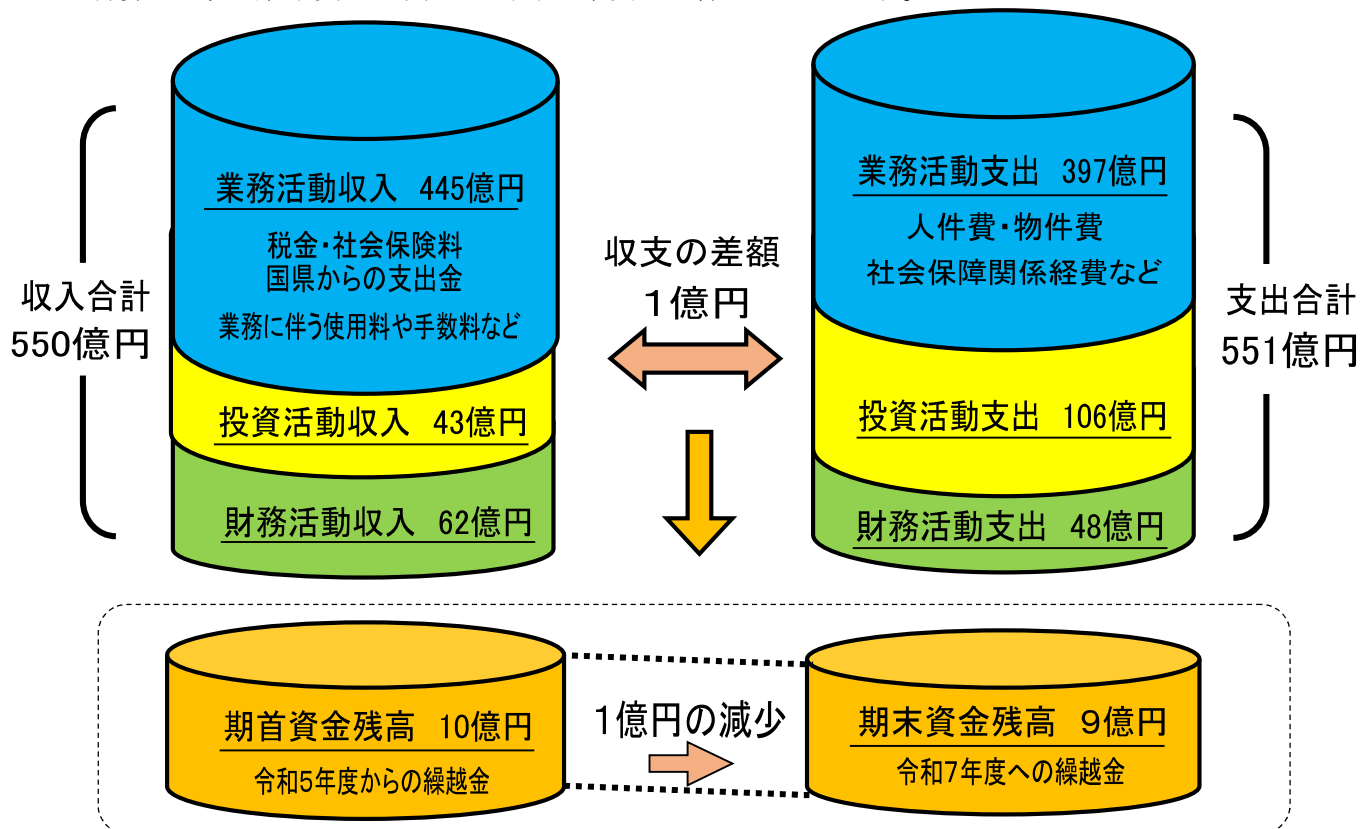 業務活動収入 445億円
税金・社会保険料
国県からの支出金
業務に伴う使用料や手数料など
投資活動収入 43億円
財務活動収入 62億円
収入合計
550億円
収支の差額
1億円
業務活動支出 397億円
人件費・物件費
社会保障関係経費など
投資活動支出 106億円
財務活動支出 48億円
支出合計
551億円
期首資金残高 10億円
令和5年度からの繰越金
1億円の減少
期末資金残高 9億円
令和7年度への繰越金